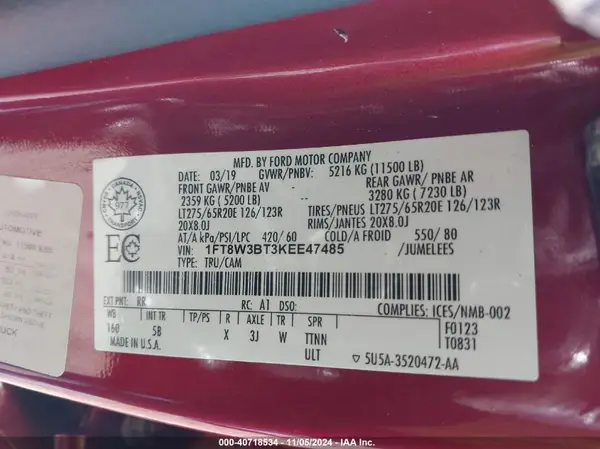 MFD. BY FORD MOTOR COMPANY
DATE: 03/19 GVWR/PNBV: 5216 KG (11500 LB)
FRONT GAWR/PNBE AV REAR GAWR/ PNBE AR
2359 KG ( 5200 LB) 3280 KG ( 7230 LB)
LT275/65R20E 126/123R TIRES/PNEUS LT275/65R20E 126/123R
20X8.0J RIMS/JANTES 20X8.0J
AT/A kPa/PSI/LPC 420/ 60 COLD/A FROID 550/ 80
VIN: 1FT8W3BT3KEE47485 /JUMELEES
TYPE: TRU/CAM
EXT PNT: RR RC: AT DSO: COMPLIES: ICES/NMB-002
WB INT TR TP/PS R AXLE TR SPR F0123
160 5B X 3J W TTNN T0831
MADE IN U.S.A. ULT 5U5A-3520472-AA
CANADA
977
TRANSPORT
EC
000-40718534 - 11/05/2024 - IAA Inc.